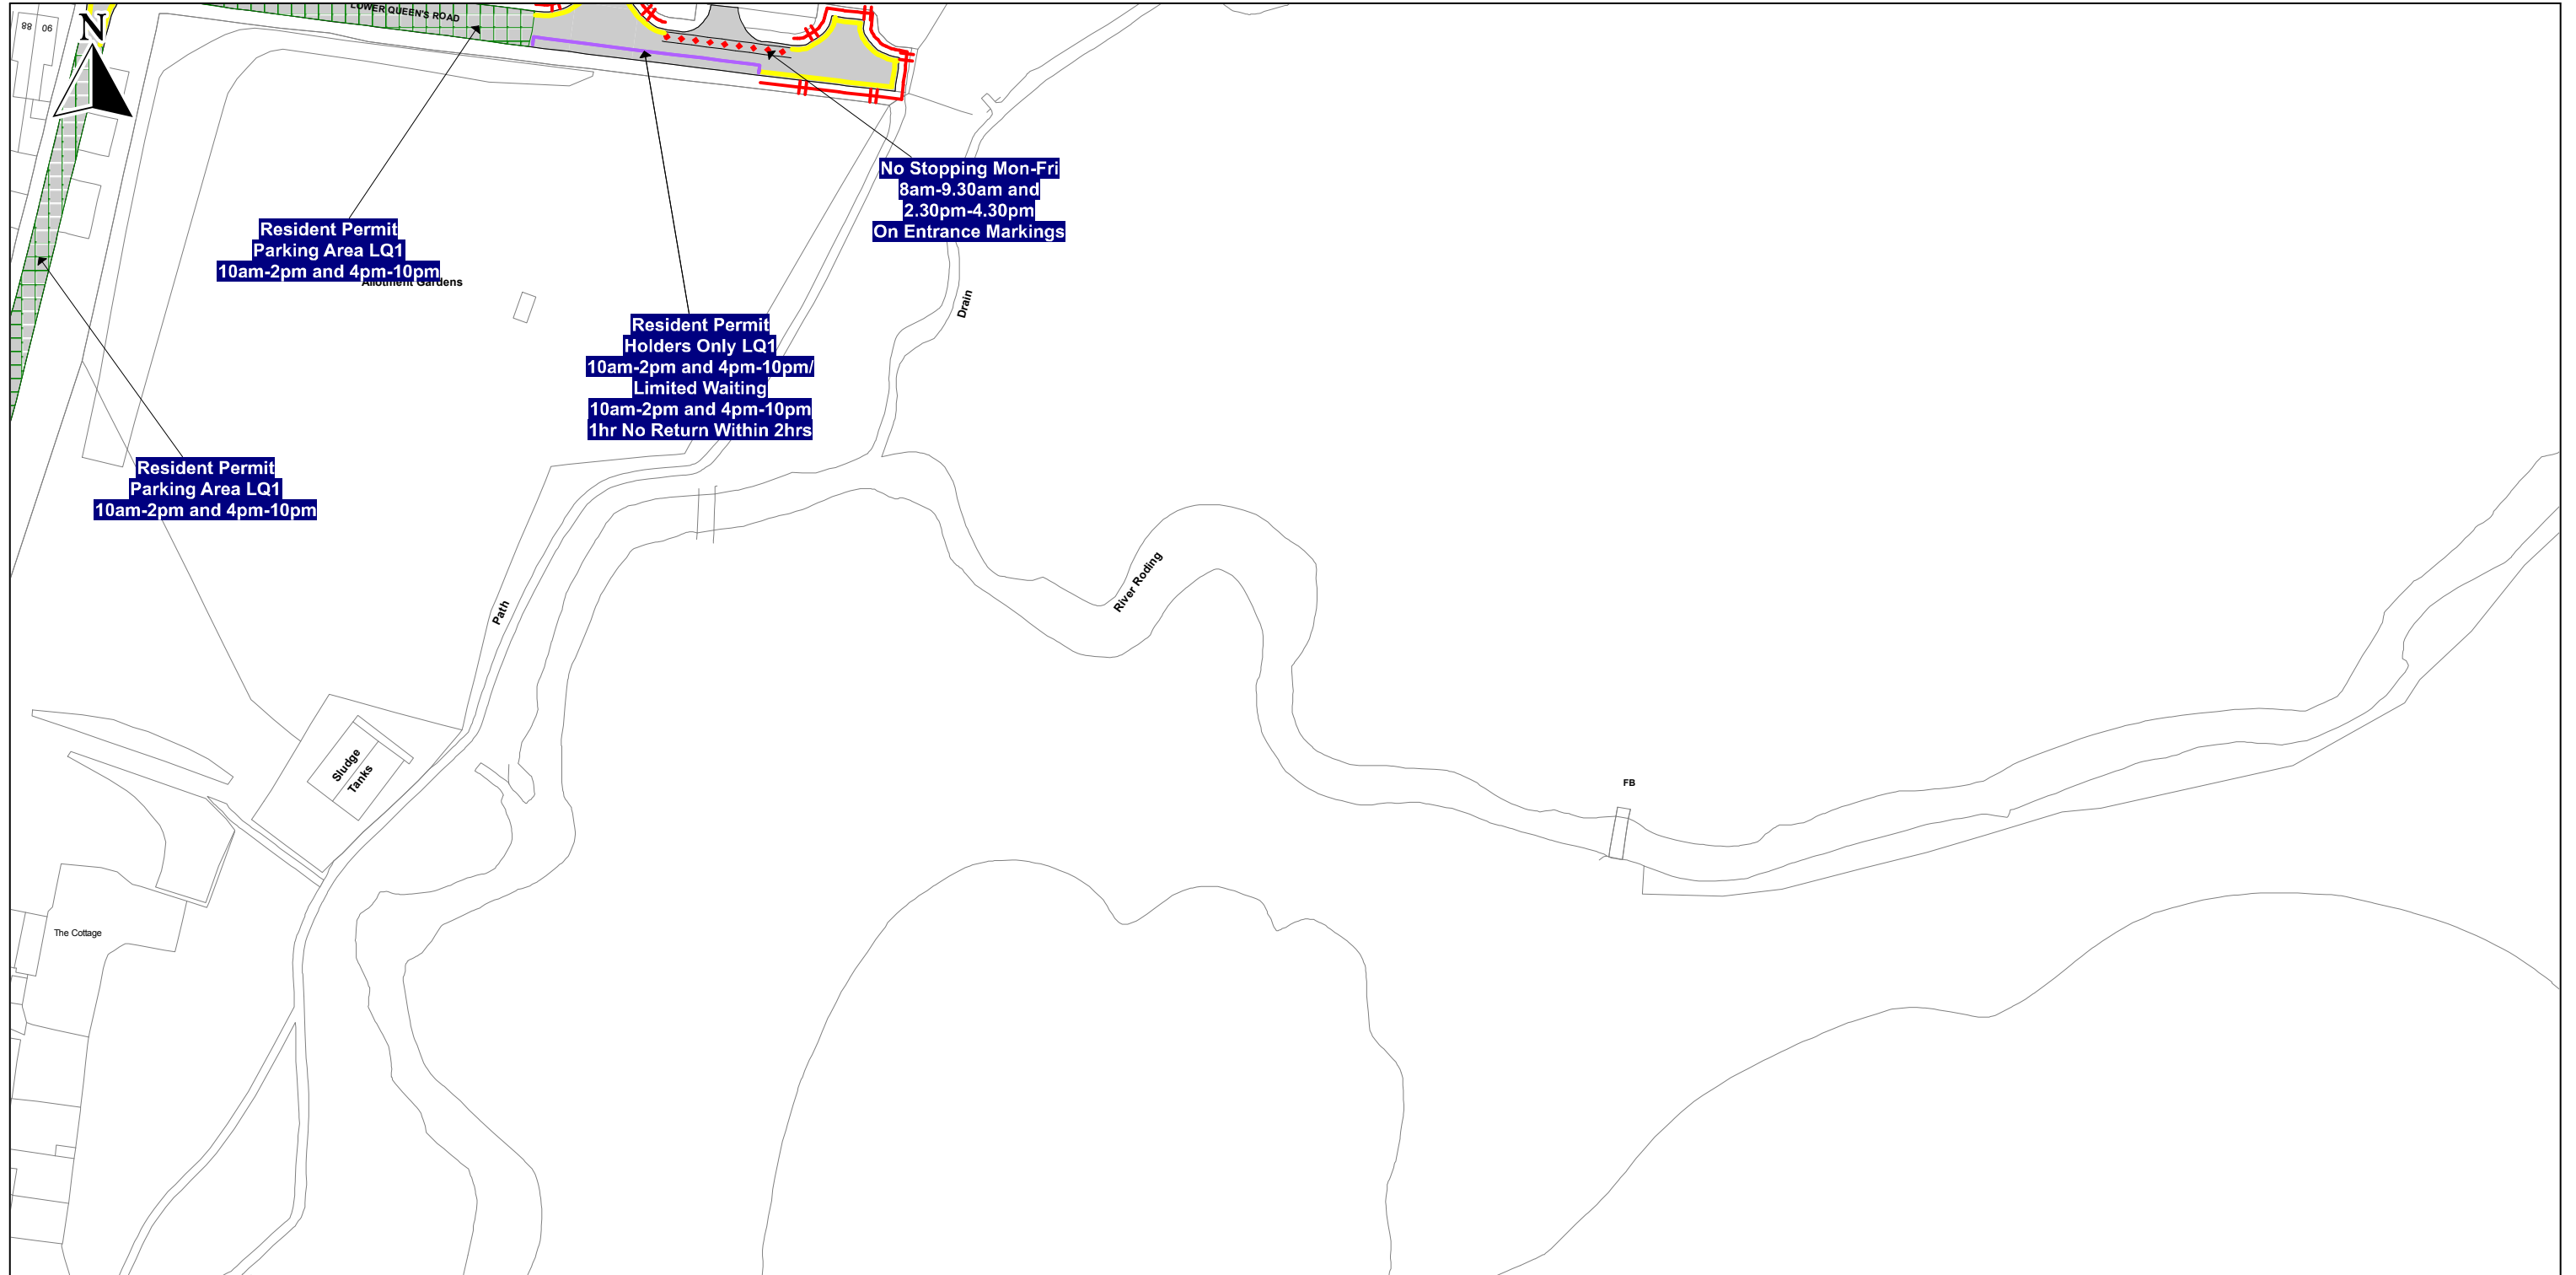 LOWER QUEEN'S ROAD
88
90
N
No Stopping Mon-Fri
8am-9.30am and
2.30pm-4.30pm
On Entrance Markings
Resident Permit
Parking Area LQ1
10am-2pm and 4pm-10pm
Allotment Gardens
Drain
Resident Permit
Holders Only LQ1
10am-2pm and 4pm-10pm/
Limited Waiting
10am-2pm and 4pm-10pm
1hr No Return Within 2hrs
Resident Permit
Parking Area LQ1
10am-2pm and 4pm-10pm
River Roding
Path
Sludge
Tanks
FB
The Cottage